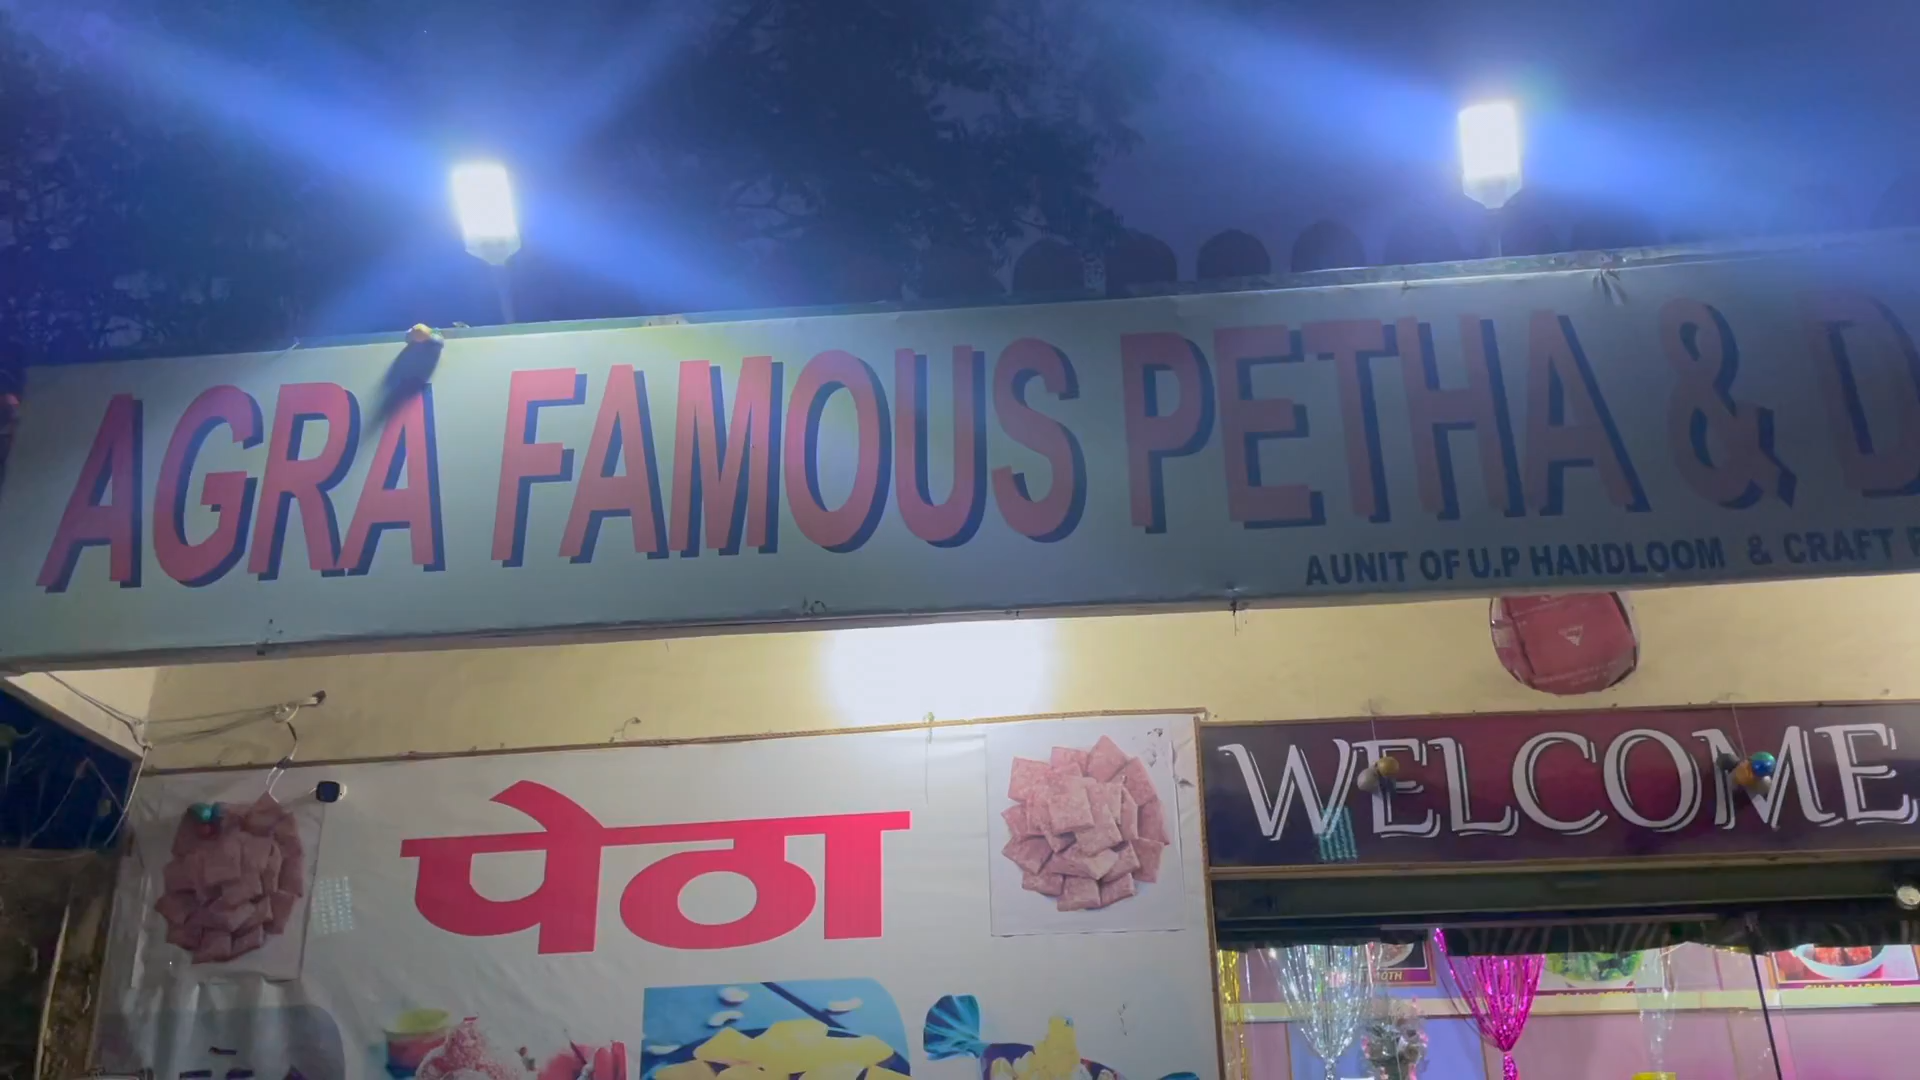 AGRA FAMOUS PETHA & D
A UNIT OF U.P HANDLOOM & CRAFT
पेठा
WELCOME